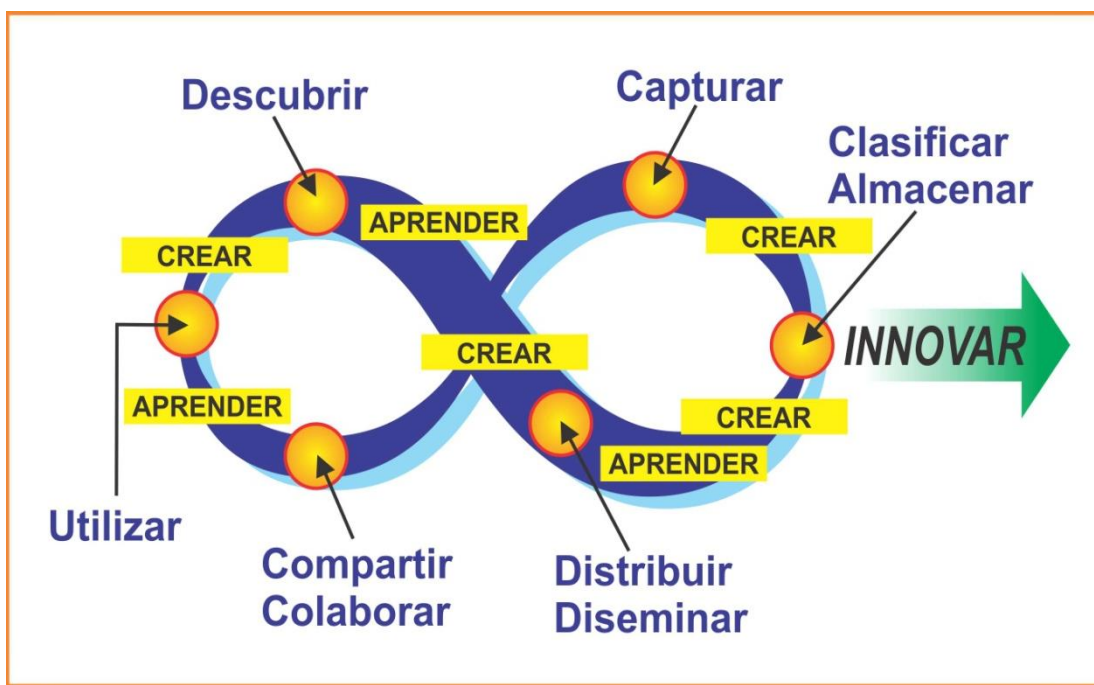 Descubrir
Capturar
Clasificar
Almacenar
APRENDER
CREAR
CREAR
INNOVAR
CREAR
APRENDER
CREAR
APRENDER
Utilizar
Compartir
Colaborar
Distribuir
Diseminar